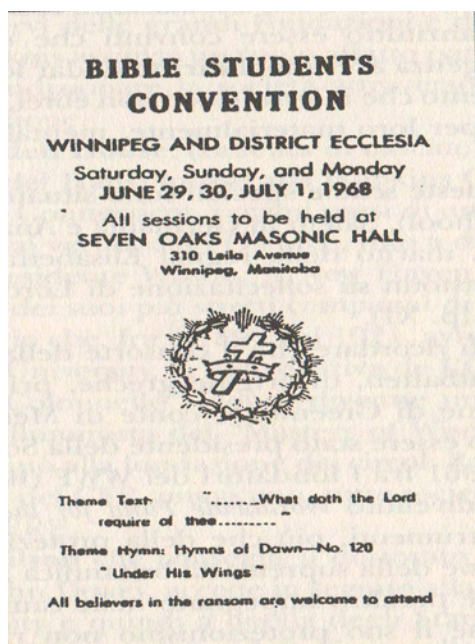 BIBLE STUDENTS
CONVENTION
WINNIPEG AND DISTRICT ECCLESIA
Saturday, Sunday, and Monday
JUNE 29, 30, JULY 1, 1968
All sessions to be held at
SEVEN OAKS MASONIC HALL
310 Leila Avenue
Winnipeg, Manitoba
Theme Text- ........What doth the Lord
require of thee........
Theme Hymn: Hymns of Dawn—No. 120
"Under His Wings"
All believers in the ransom are welcome to attend